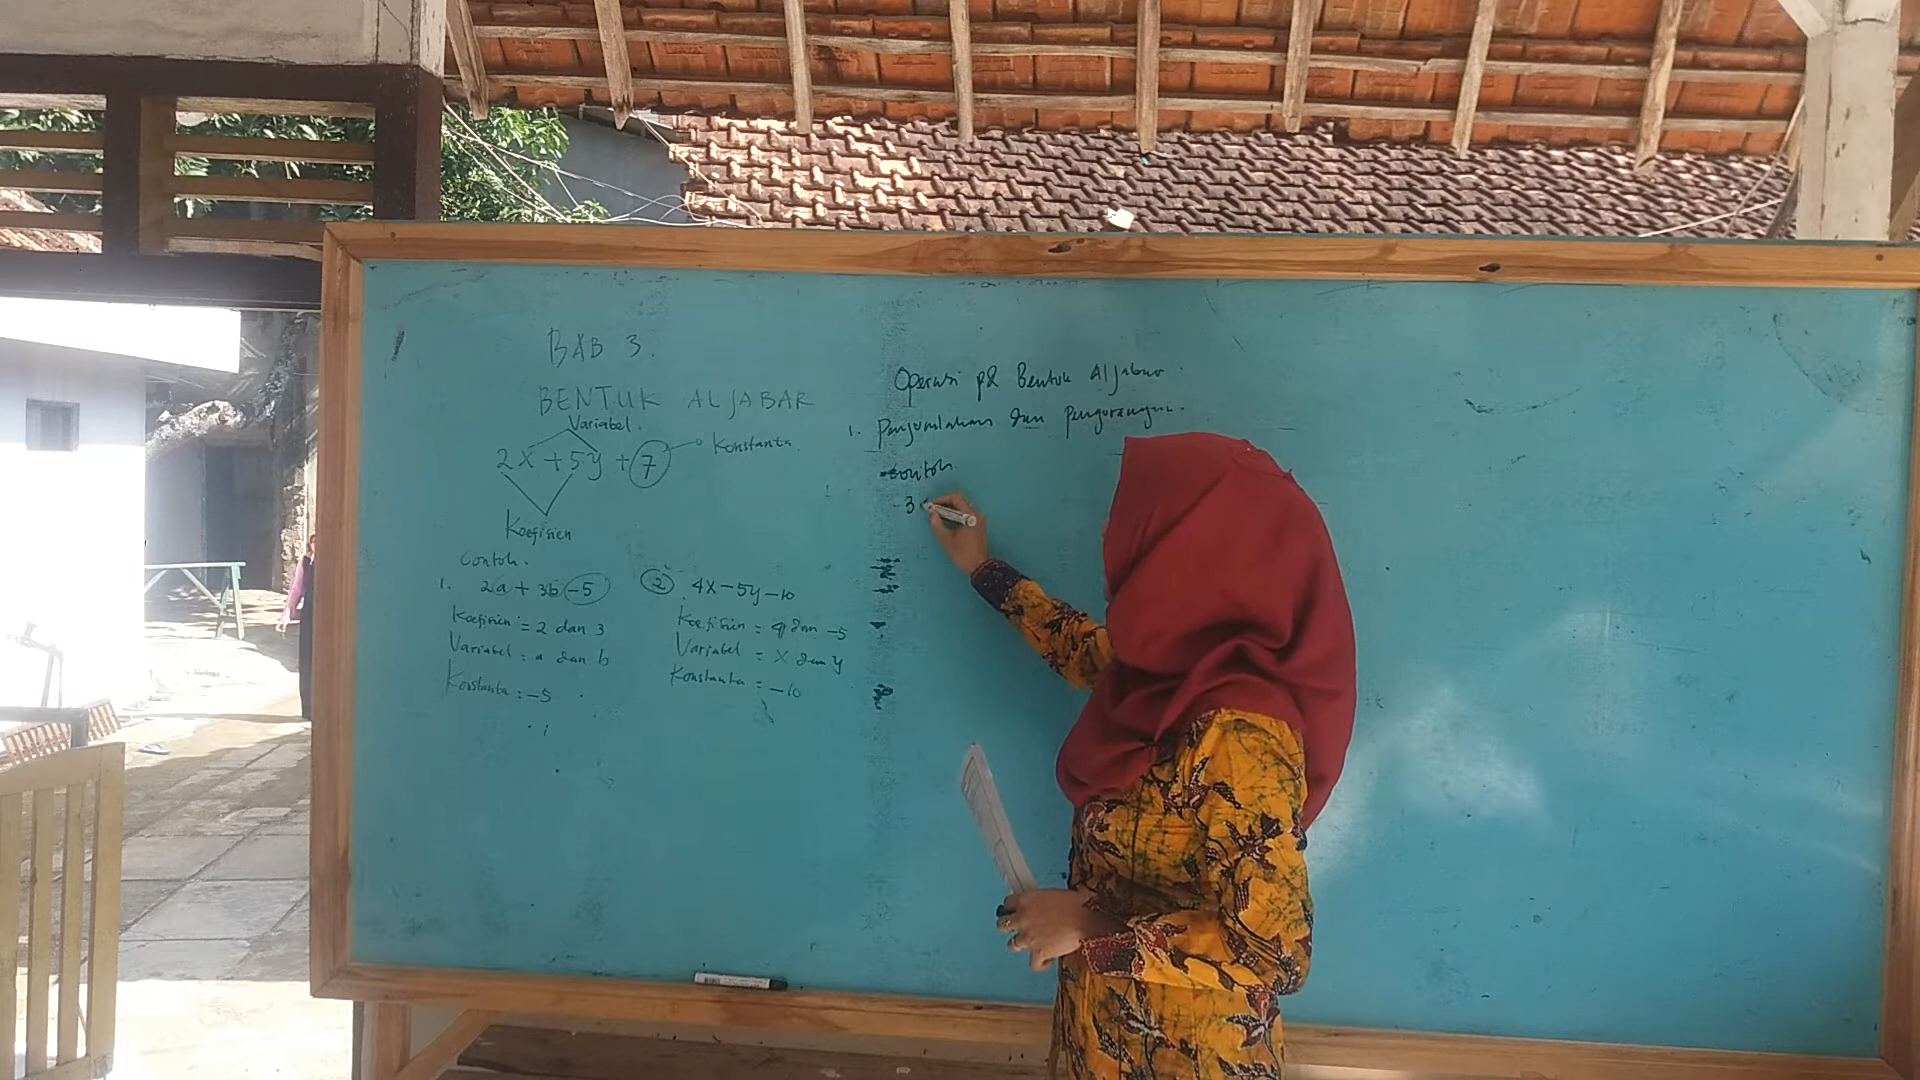 BAB 3.
BENTUK ALJABAR
Variabel.
2x + 5y + 7 Konstanta.
Koefisien
Contoh.
1. 2a + 3b - 5
Koefisien = 2 dan 3
Variabel : a dan b
Konstanta : -5
2. 4x - 5y - 10
Koefisien = 4 dan -5
Variabel = x dan y
Konstanta = -10
Operasi pd Bentuk Aljabar.
1. Penjumlahan dan Pengurangan.
Contoh
-3